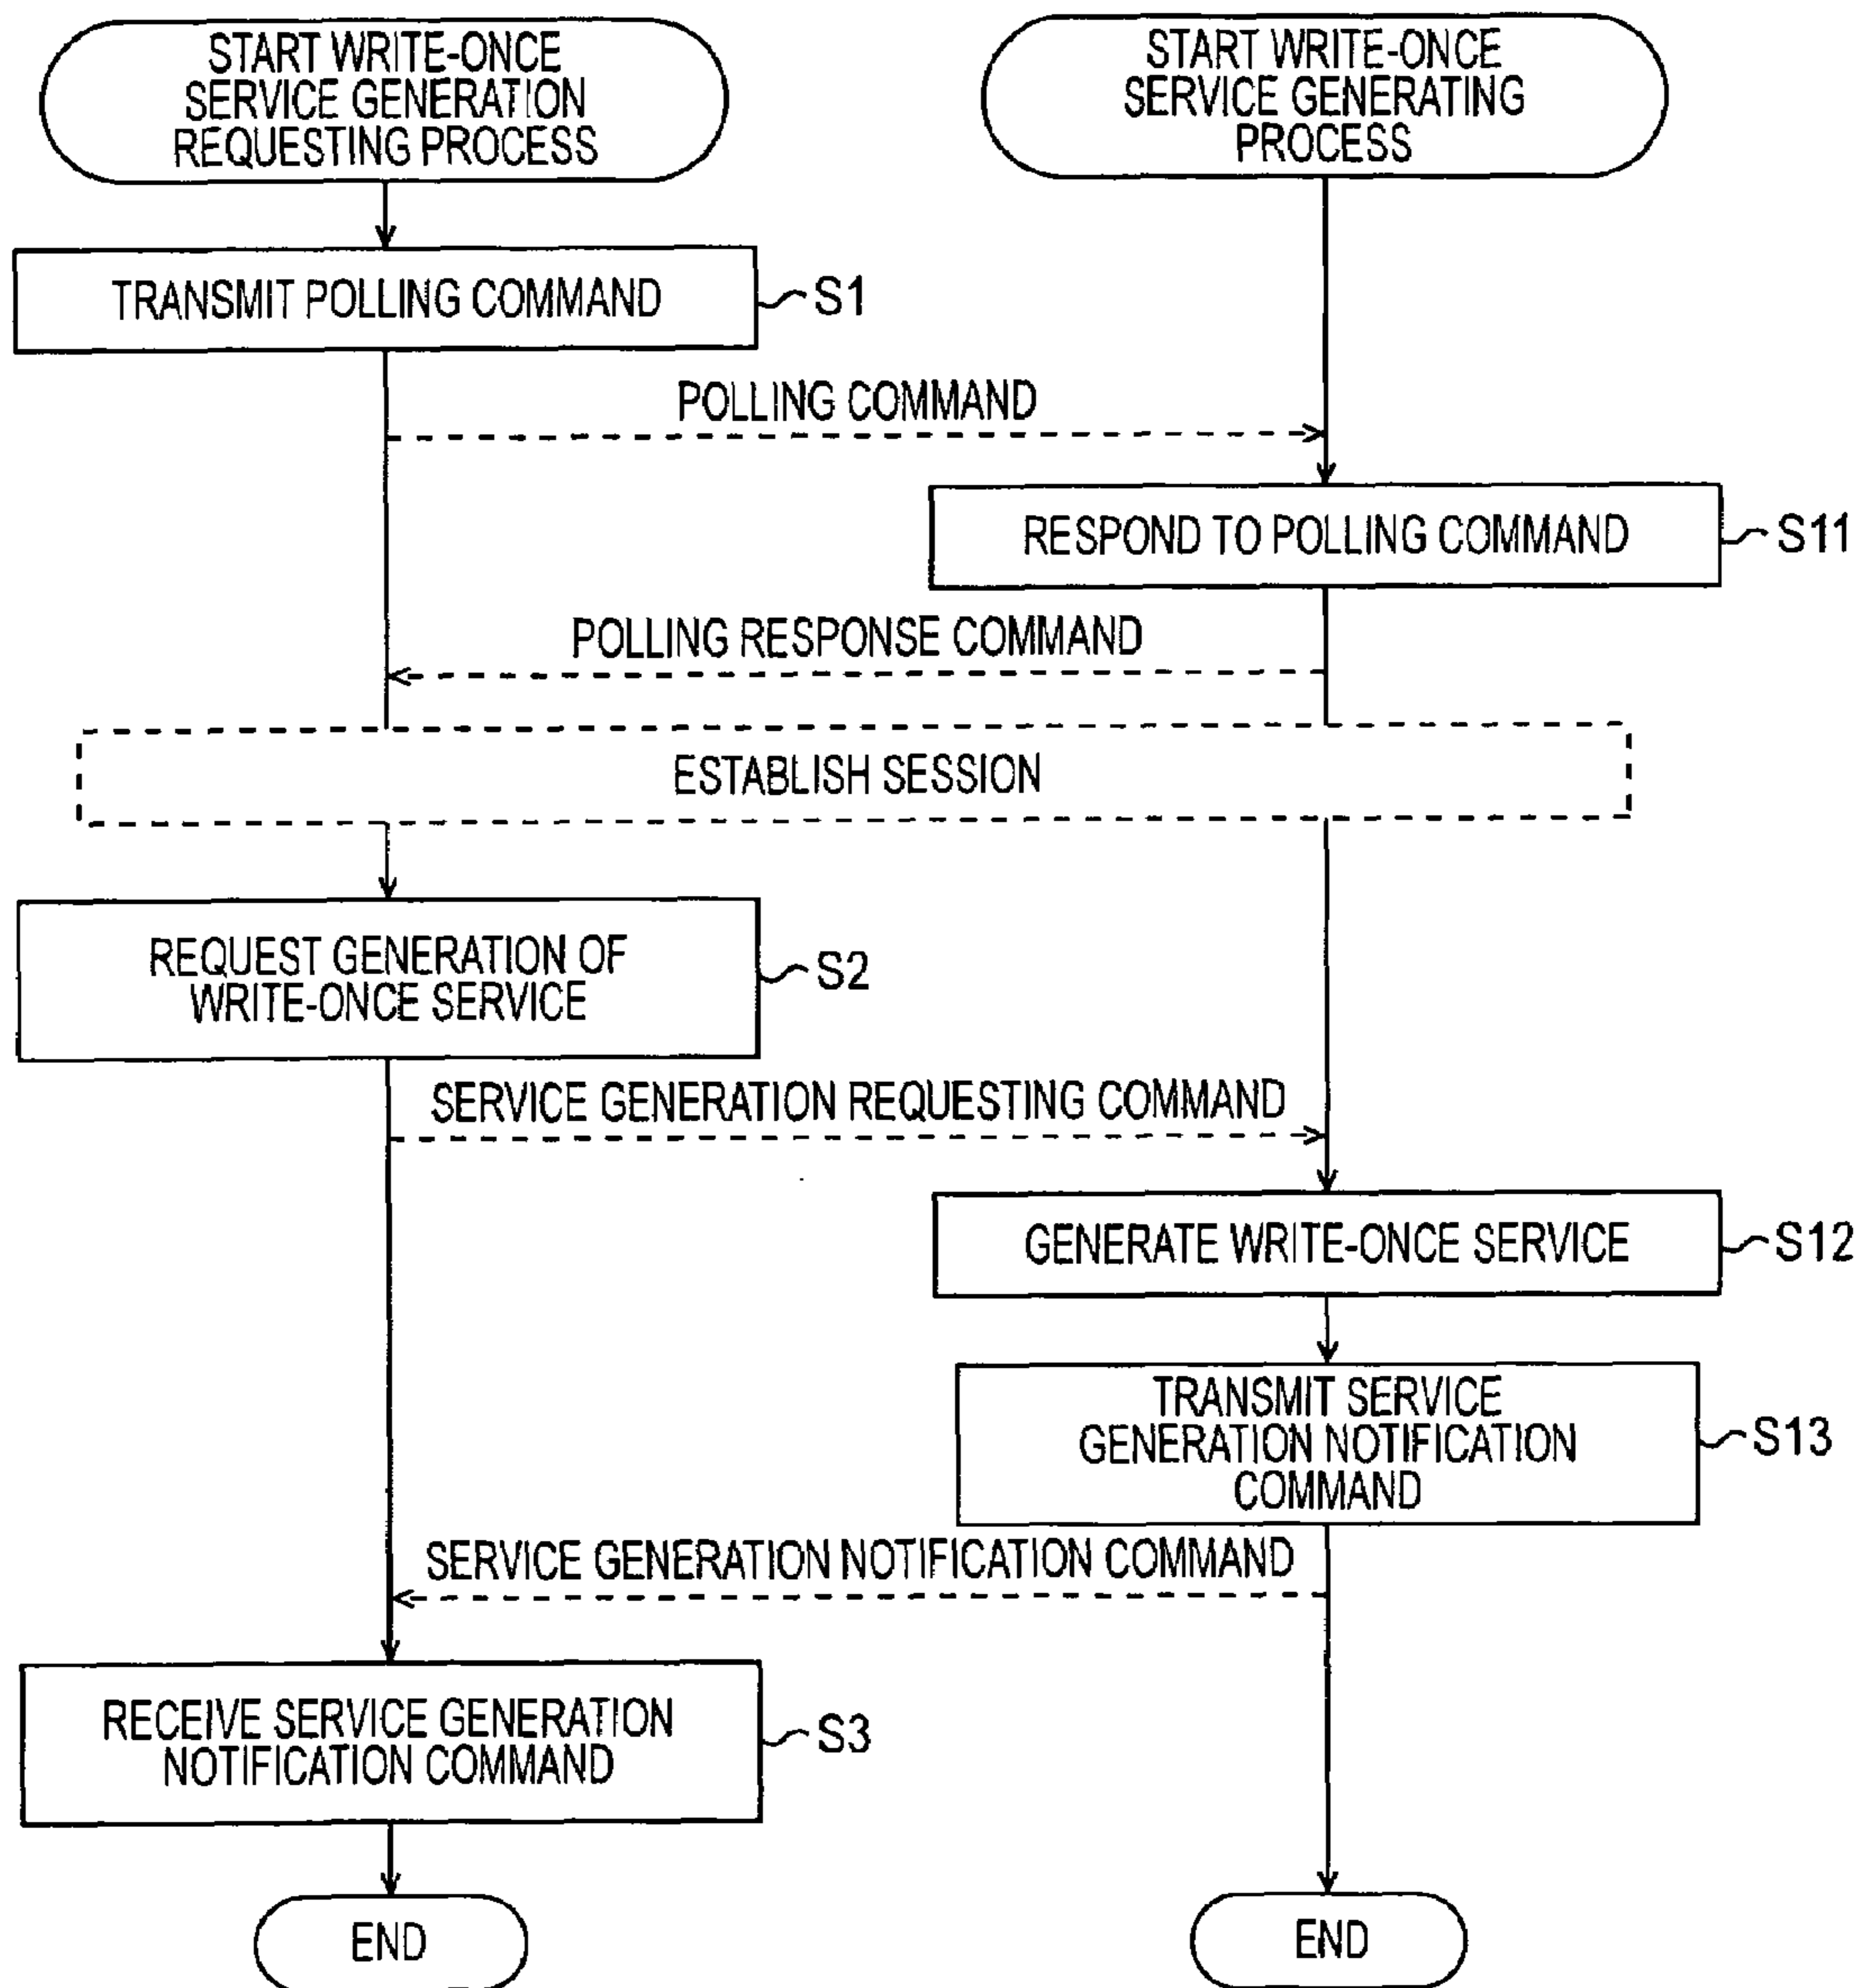 START WRITE-ONCE
SERVICE GENERATION
REQUESTING PROCESS
START WRITE-ONCE
SERVICE GENERATING
PROCESS
TRANSMIT POLLING COMMAND
S1
POLLING COMMAND
RESPOND TO POLLING COMMAND
S11
POLLING RESPONSE COMMAND
ESTABLISH SESSION
REQUEST GENERATION OF
WRITE-ONCE SERVICE
S2
SERVICE GENERATION REQUESTING COMMAND
GENERATE WRITE-ONCE SERVICE
S12
TRANSMIT SERVICE
GENERATION NOTIFICATION
COMMAND
S13
SERVICE GENERATION NOTIFICATION COMMAND
RECEIVE SERVICE GENERATION
NOTIFICATION COMMAND
S3
END
END